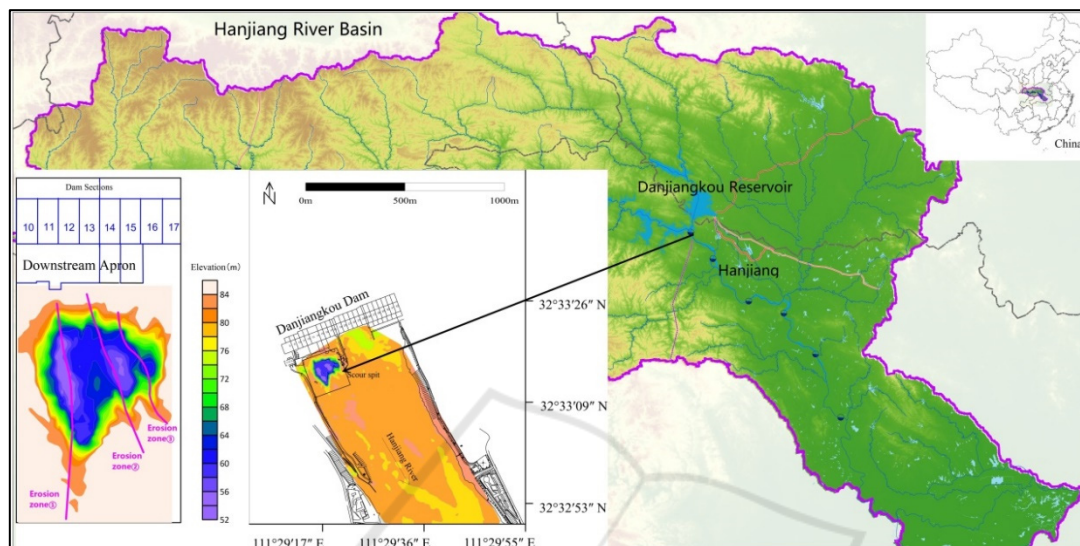 Hanjiang River Basin
China
Danjiangkou Reservoir
Hanjiang
Dam Sections
10 11 12 13 14 15 16 17
Downstream Apron
Elevation(m)
84
80
76
72
68
64
60
56
52
Erosion
zone③
Erosion
zone②
Erosion
zone①
N
0m 500m 1000m
Danjiangkou Dam
Scour spit
Hanjiang River
32°33′26″ N
32°33′09″ N
32°32′53″ N
111°29′17″ E 111°29′36″ E 111°29′55″ E